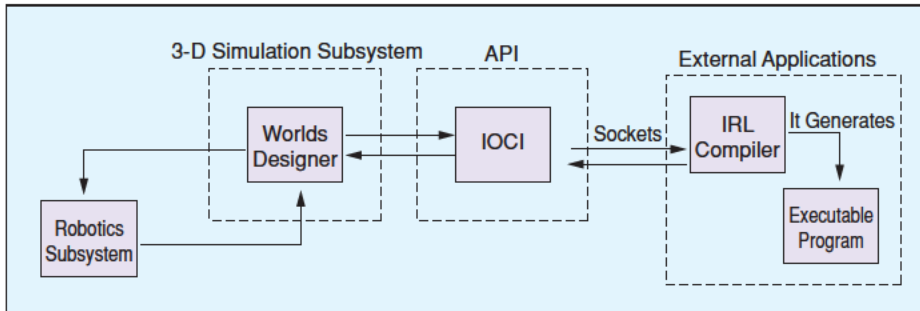 3-D Simulation Subsystem
API
External Applications
Worlds
Designer
IOCI
Sockets
IRL
Compiler
It Generates
Robotics
Subsystem
Executable
Program